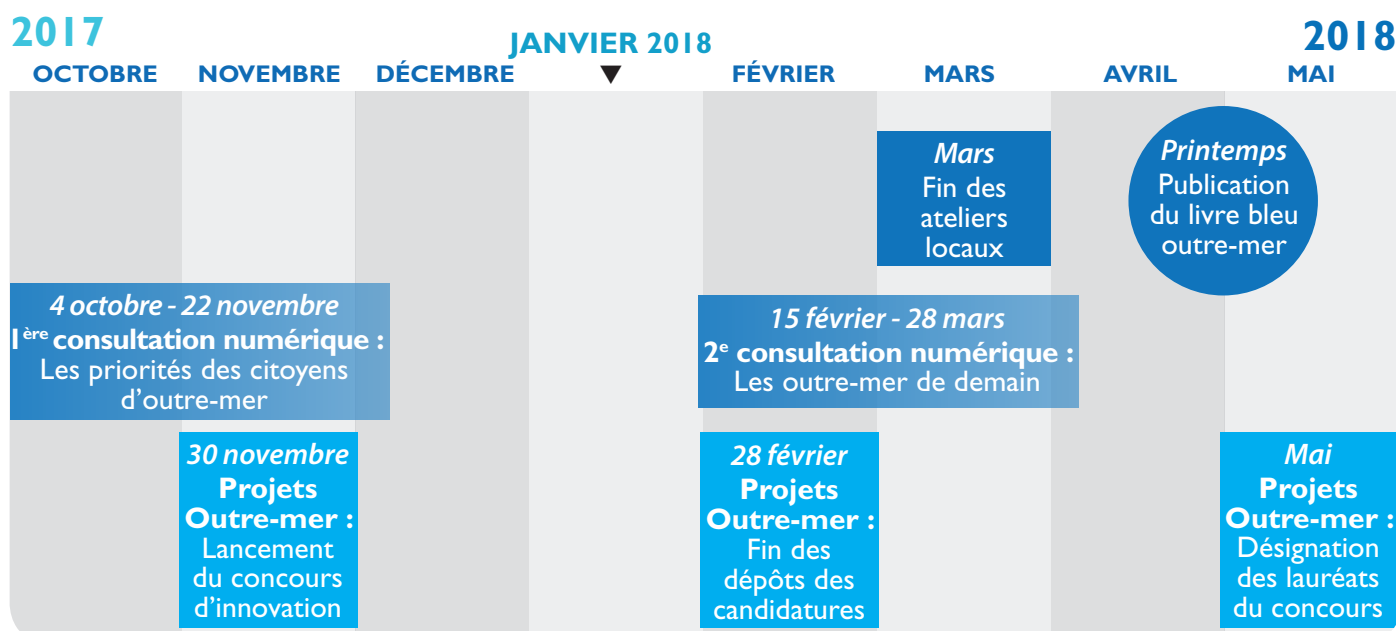 2017
JANVIER 2018
2018
OCTOBRE NOVEMBRE DÉCEMBRE ▼ FÉVRIER MARS AVRIL MAI
Mars
Fin des
ateliers
locaux
Printemps
Publication
du livre bleu
outre-mer
4 octobre - 22 novembre
1ère consultation numérique :
Les priorités des citoyens
d’outre-mer
15 février - 28 mars
2e consultation numérique :
Les outre-mer de demain
30 novembre
Projets
Outre-mer :
Lancement
du concours
d’innovation
28 février
Projets
Outre-mer :
Fin des
dépôts des
candidatures
Mai
Projets
Outre-mer :
Désignation
des lauréats
du concours